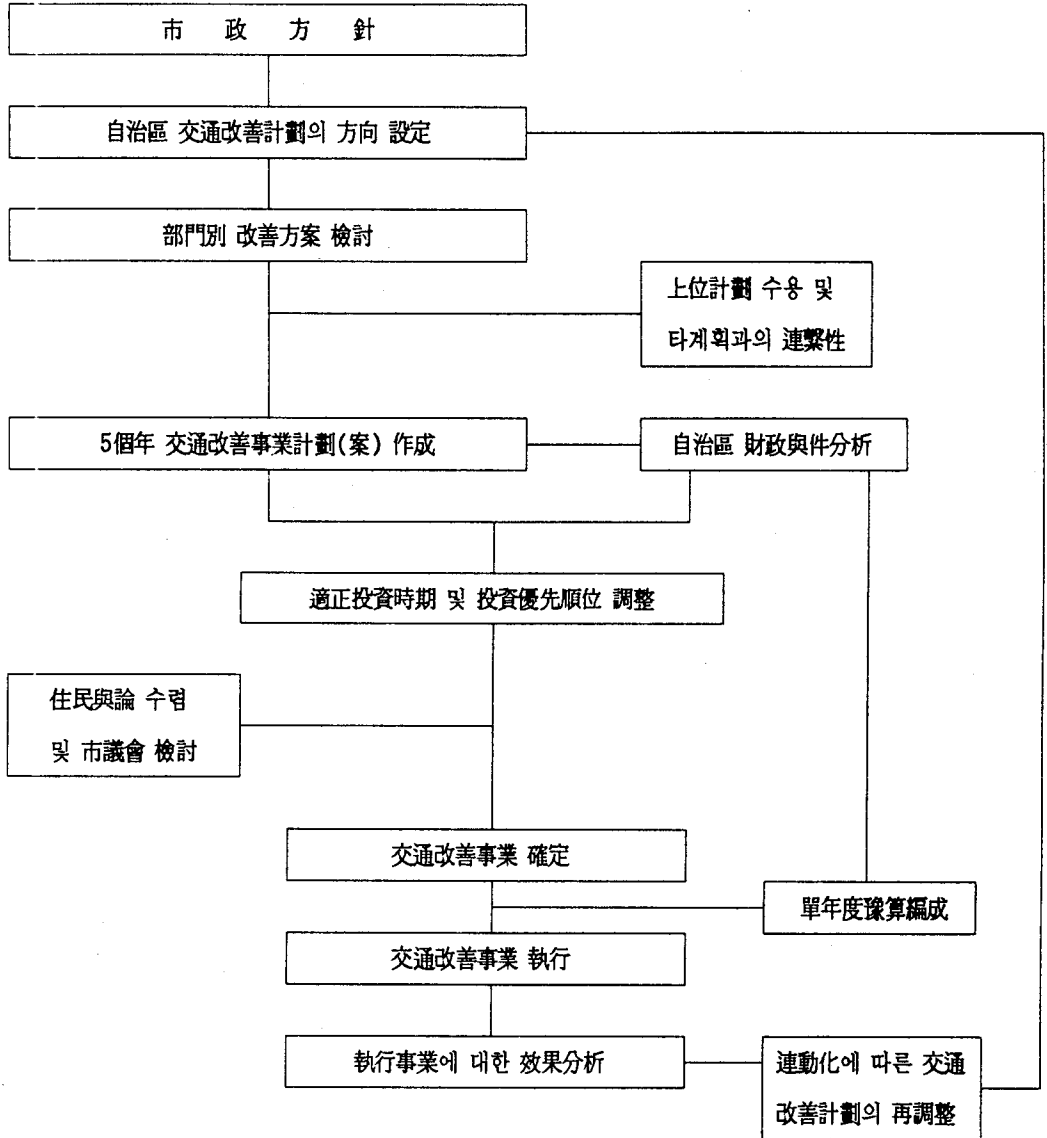 市 政 方 針
自治區 交通改善計劃의 方向 設定
部門別 改善方案 檢討
上位計劃 수용 및
타계획과의 連繫性
5個年 交通改善事業計劃(案) 作成
自治區 財政與件分析
適正投資時期 및 投資優先順位 調整
住民與論 수렴
및 市議會 檢討
交通改善事業 確定
單年度豫算編成
交通改善事業 執行
執行事業에 대한 效果分析
連動化에 따른 交通
改善計劃의 再調整